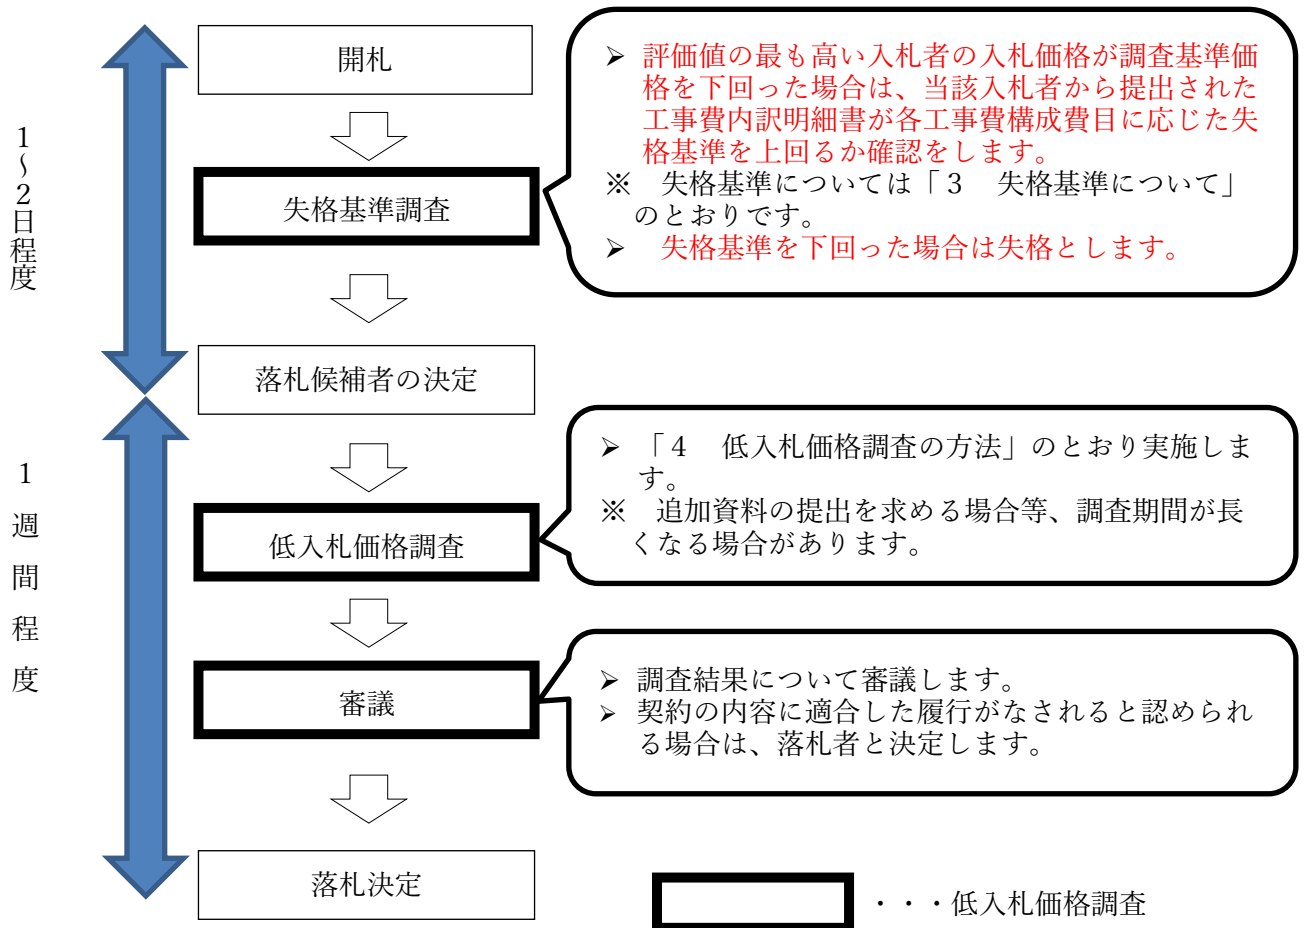 開札
➢ 評価値の最も高い入札者の入札価格が調査基準価
格を下回った場合は、当該入札者から提出された
工事費内訳明細書が各工事費構成費目に応じた失
格基準を上回るか確認をします。
※　失格基準については「３　失格基準について」
のとおりです。
➢　失格基準を下回った場合は失格とします。
1～2日程度
失格基準調査
落札候補者の決定
➢ 「４　低入札価格調査の方法」のとおり実施しま
す。
※　追加資料の提出を求める場合等、調査期間が長
くなる場合があります。
1週間程度
低入札価格調査
➢ 調査結果について審議します。
➢ 契約の内容に適合した履行がなされると認められ
る場合は、落札者と決定します。
審議
落札決定
・・・低入札価格調査